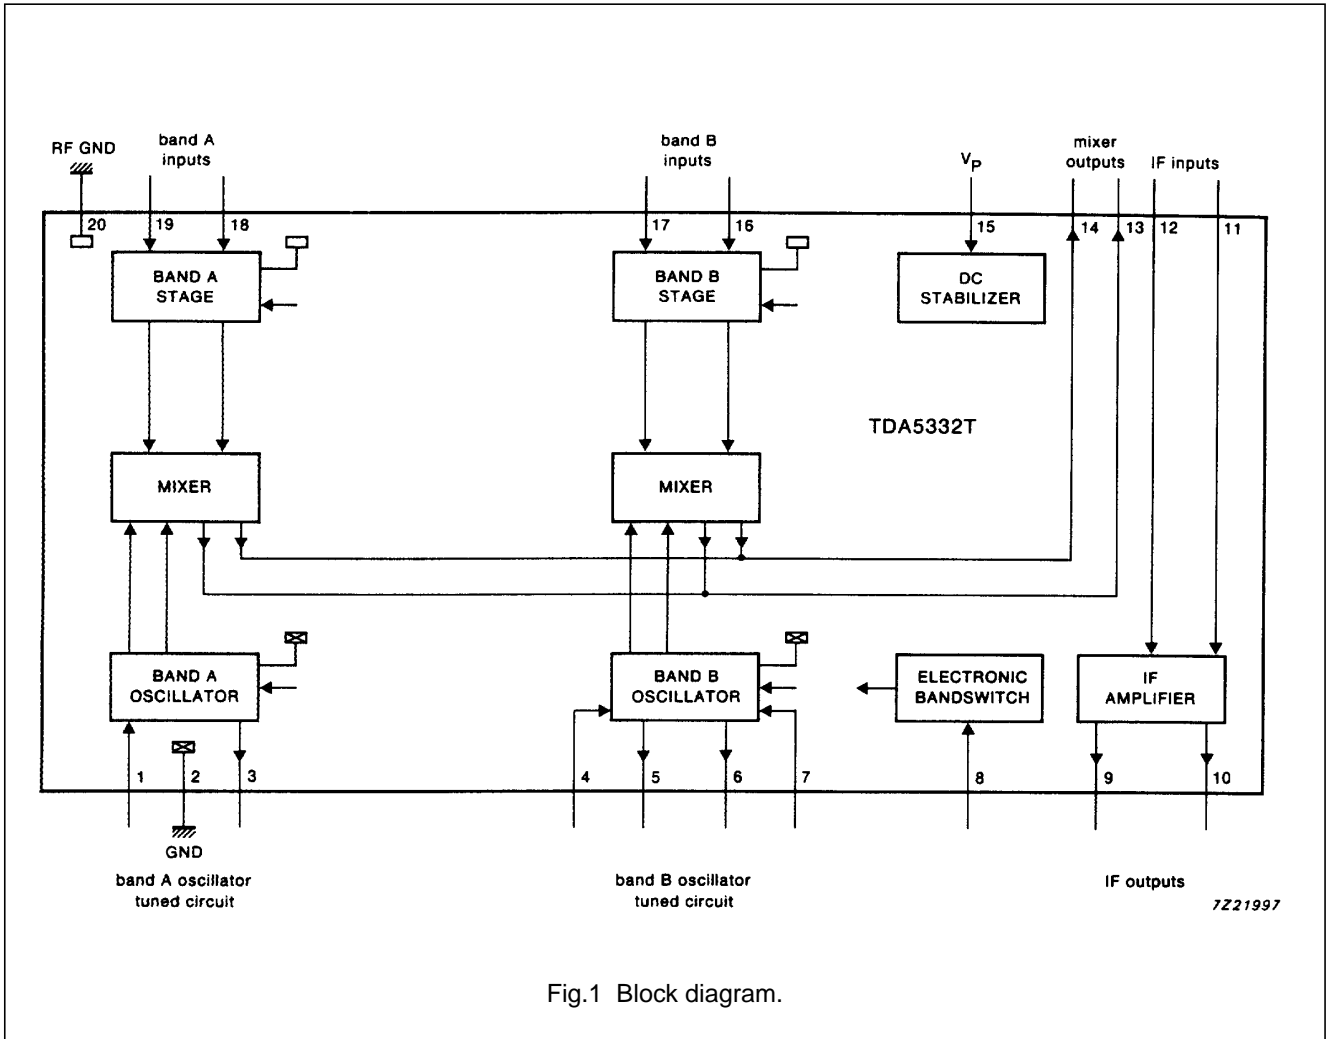 RF GND
band A
inputs
band B
inputs
VP
mixer
outputs
IF inputs
20
19
18
17
16
15
14
13
12
11
BAND A
STAGE
BAND B
STAGE
DC
STABILIZER
TDA5332T
MIXER
MIXER
BAND A
OSCILLATOR
BAND B
OSCILLATOR
ELECTRONIC
BANDSWITCH
IF
AMPLIFIER
1
2
3
4
5
6
7
8
9
10
GND
band A oscillator
tuned circuit
band B oscillator
tuned circuit
IF outputs
7Z21997
Fig.1 Block diagram.